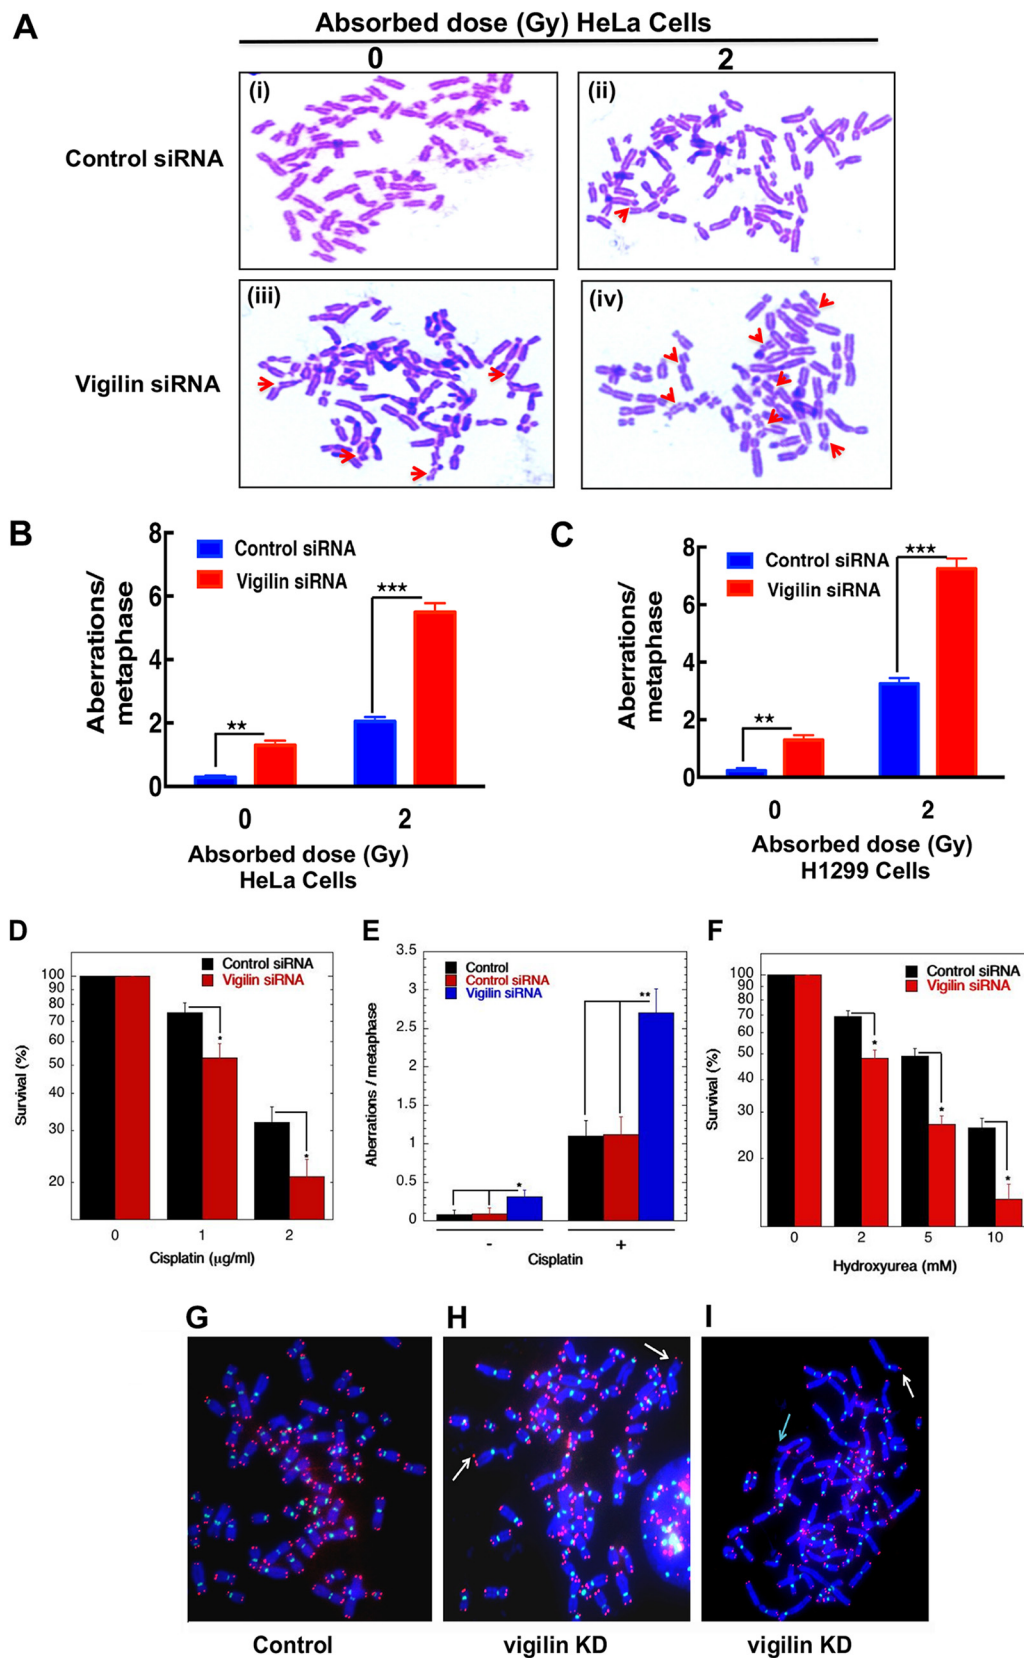 A
Absorbed dose (Gy) HeLa Cells
0 2
(i) (ii)
Control siRNA
(iii) (iv)
Vigilin siRNA
B
8
6
4
2
0
Aberrations/
metaphase
Control siRNA
Vigilin siRNA
**
***
0 2
Absorbed dose (Gy)
HeLa Cells
C
8
6
4
2
0
Aberrations/
metaphase
Control siRNA
Vigilin siRNA
**
***
0 2
Absorbed dose (Gy)
H1299 Cells
D
100
90
80
70
60
50
40
30
20
Survival (%)
Control siRNA
Vigilin siRNA
*
*
0 1 2
Cisplatin (μg/ml)
E
3.5
3
2.5
2
1.5
1
0.5
0
Aberrations / metaphase
Control
Control siRNA
Vigilin siRNA
*
**
- +
Cisplatin
F
100
90
80
70
60
50
40
30
20
Survival (%)
Control siRNA
Vigilin siRNA
*
*
*
0 2 5 10
Hydroxyurea (mM)
G H I
Control vigilin KD vigilin KD